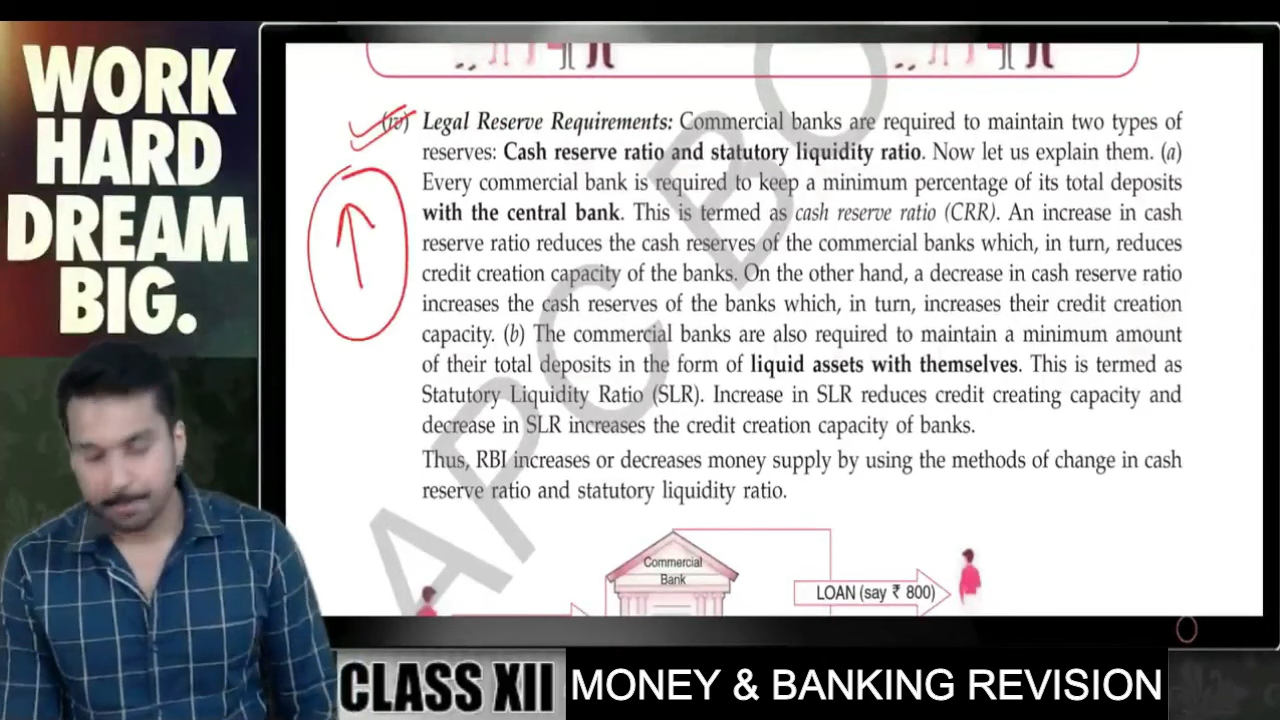 WORK
HARD
DREAM
BIG.
(iv) Legal Reserve Requirements: Commercial banks are required to maintain two types of
reserves: Cash reserve ratio and statutory liquidity ratio. Now let us explain them. (a)
Every commercial bank is required to keep a minimum percentage of its total deposits
with the central bank. This is termed as cash reserve ratio (CRR). An increase in cash
reserve ratio reduces the cash reserves of the commercial banks which, in turn, reduces
credit creation capacity of the banks. On the other hand, a decrease in cash reserve ratio
increases the cash reserves of the banks which, in turn, increases their credit creation
capacity. (b) The commercial banks are also required to maintain a minimum amount
of their total deposits in the form of liquid assets with themselves. This is termed as
Statutory Liquidity Ratio (SLR). Increase in SLR reduces credit creating capacity and
decrease in SLR increases the credit creation capacity of banks.
Thus, RBI increases or decreases money supply by using the methods of change in cash
reserve ratio and statutory liquidity ratio.
APC BO
Commercial
Bank
LOAN (say ₹ 800)
CLASS XII MONEY & BANKING REVISION